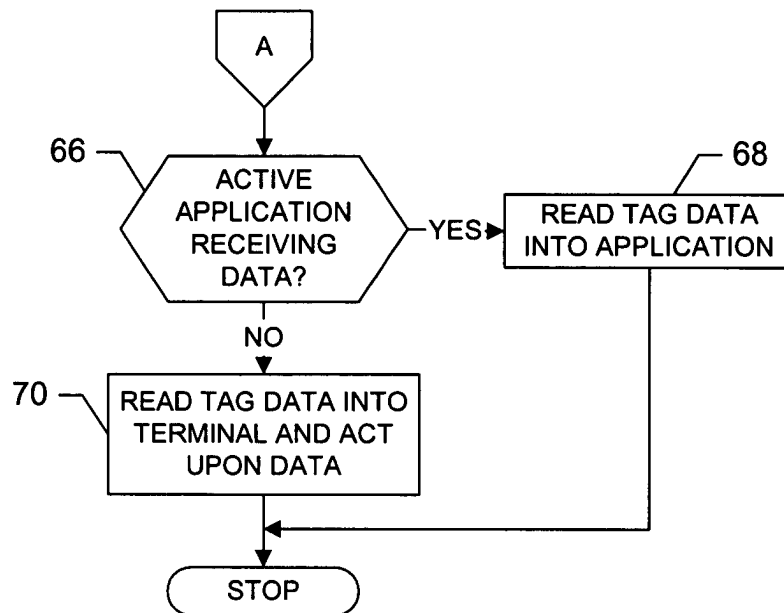 A
66
ACTIVE
APPLICATION
RECEIVING
DATA?
YES
68
READ TAG DATA
INTO APPLICATION
NO
70
READ TAG DATA INTO
TERMINAL AND ACT
UPON DATA
STOP